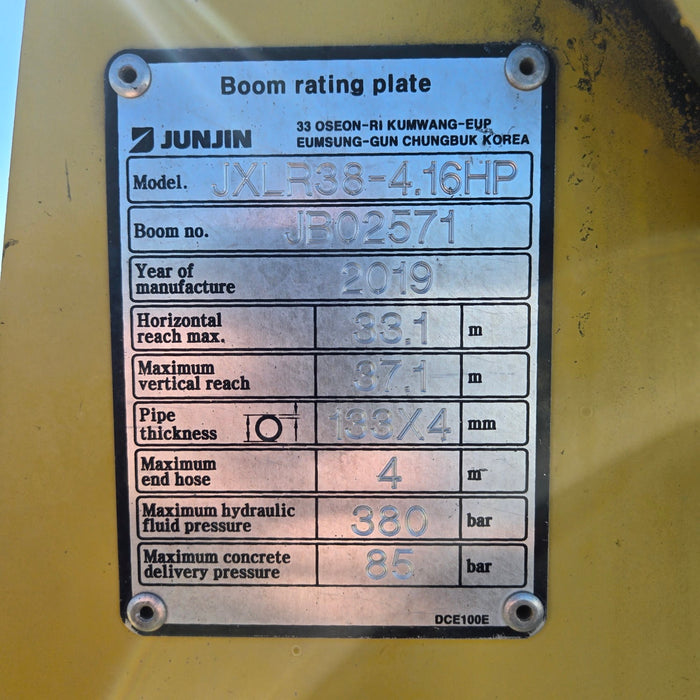 Boom rating plate
JUNJIN
33 OSEON-RI KUMWANG-EUP
EUMSUNG-GUN CHUNGBUK KOREA
Model. JXLR38-4.16HP
Boom no. JB02571
Year of
manufacture 2019
Horizontal
reach max. 33.1 m
Maximum
vertical reach 37.1 m
Pipe
thickness 133X4 mm
Maximum
end hose 4 m
Maximum hydraulic
fluid pressure 380 bar
Maximum concrete
delivery pressure 85 bar
DCE100E